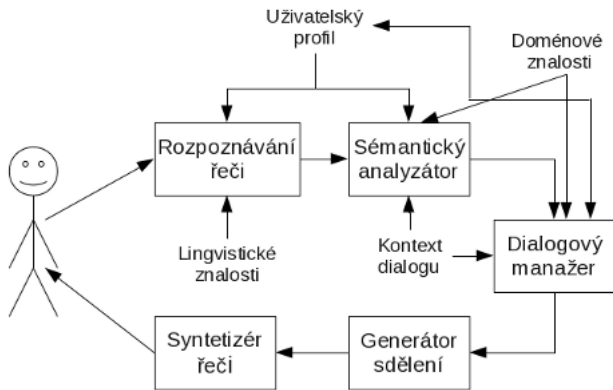 Uživatelský
profil
Doménové
znalosti
Rozpoznávání
řeči
Sémantický
analyzátor
Lingvistické
znalosti
Kontext
dialogu
Dialogový
manažer
Syntetizér
řeči
Generátor
sdělení